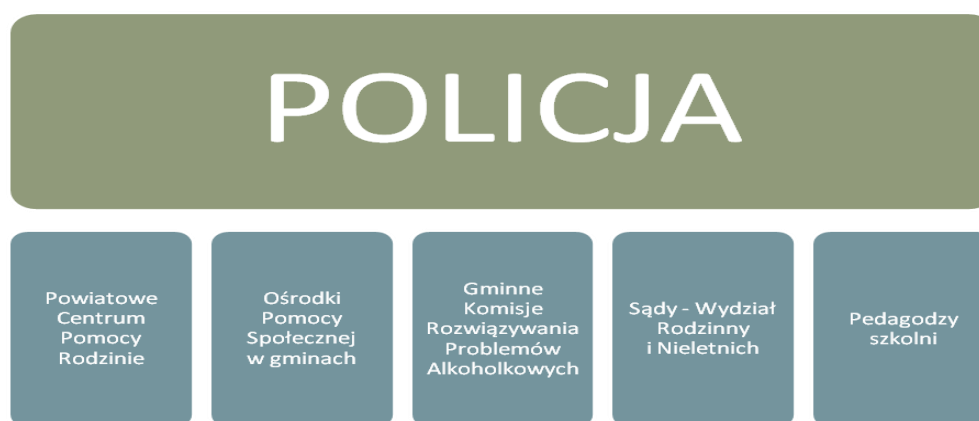 POLICJA
Powiatowe
Centrum
Pomocy
Rodzinie
Ośrodki
Pomocy
Społecznej
w gminach
Gminne
Komisje
Rozwiązywania
Problemów
Alkoholkowych
Sądy - Wydział
Rodzinny
i Nieletnich
Pedagodzy
szkolni